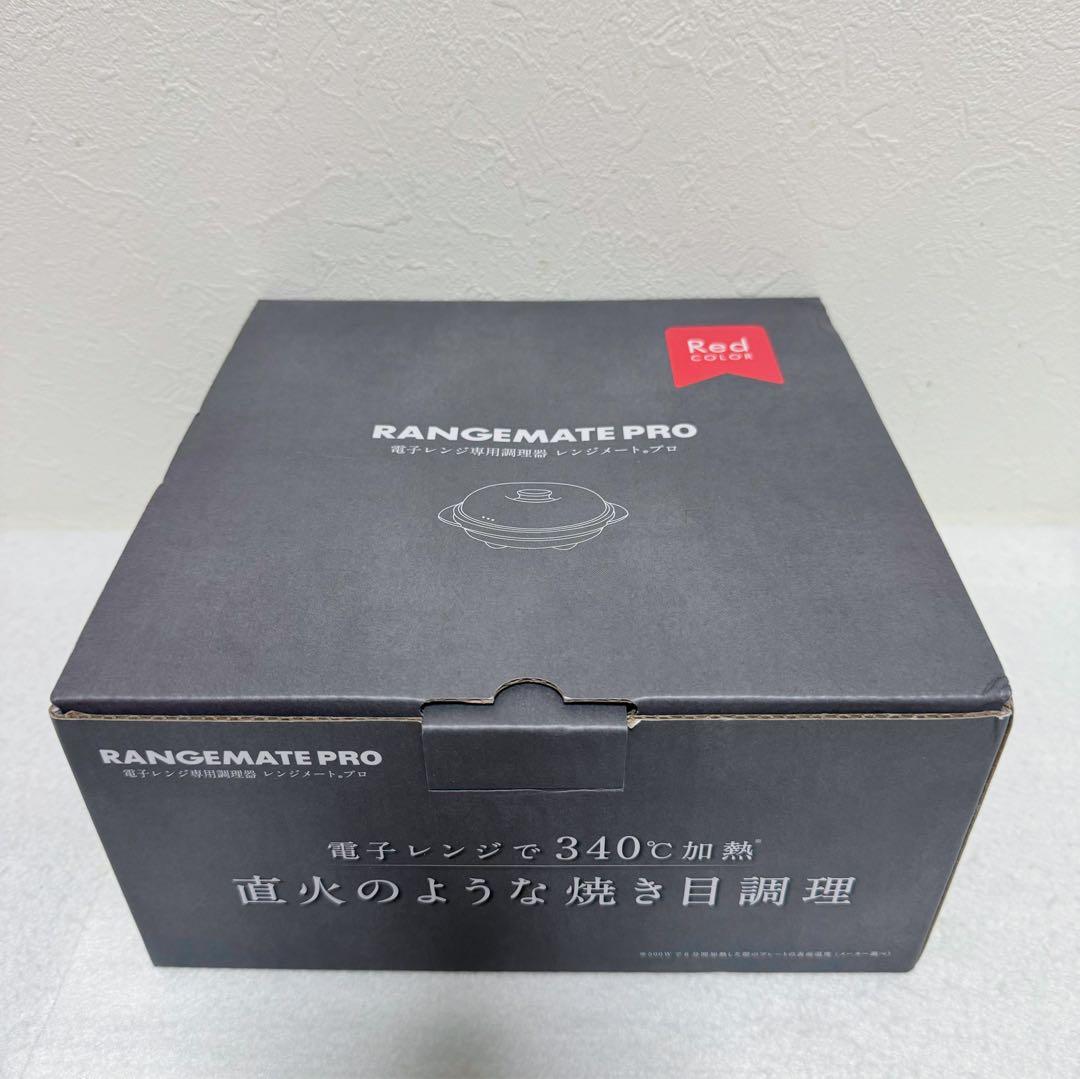 Red
COLOR
RANGEMATE PRO
電子レンジ専用調理器 レンジメート®プロ
RANGEMATE PRO
電子レンジ専用調理器 レンジメート®プロ
電子レンジで340℃加熱※
直火のような焼き目調理